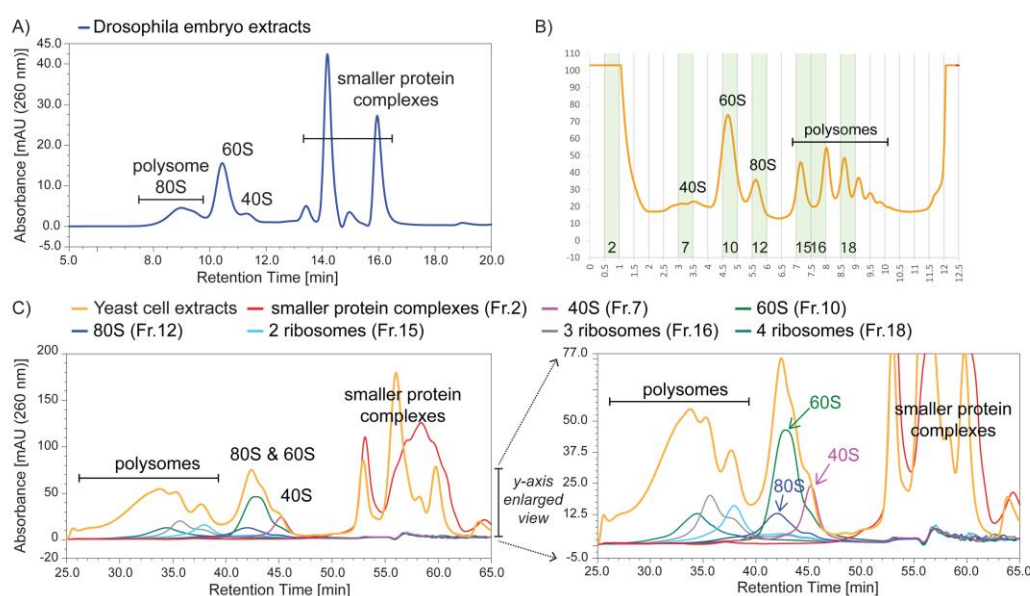 A)
Drosophila embryo extracts
Absorbance [mAU (260 nm)]
45.0
40.0
30.0
20.0
10.0
0.0
-5.0
polysome
80S
60S
40S
smaller protein
complexes
5.0 8.0 10.0 12.0 14.0 16.0 18.0 20.0
Retention Time [min]
B)
110
100
90
80
70
60
50
40
30
20
10
0
-10
40S
60S
80S
polysomes
2 7 10 12 15 16 18
0 0.5 1 1.5 2 2.5 3 3.5 4 4.5 5 5.5 6 6.5 7 7.5 8 8.5 9 9.5 10 10.5 11 11.5 12 12.5
C)
Yeast cell extracts smaller protein complexes (Fr.2) 40S (Fr.7) 60S (Fr.10)
80S (Fr.12) 2 ribosomes (Fr.15) 3 ribosomes (Fr.16) 4 ribosomes (Fr.18)
Absorbance [mAU (260 nm)]
200
150
100
50
0
-20
polysomes
80S & 60S
40S
smaller protein
complexes
25.0 30.0 35.0 40.0 45.0 50.0 55.0 60.0 65.0
Retention Time [min]
y-axis
enlarged
view
77.0
50.0
37.5
25.0
12.5
-5.0
polysomes
60S
40S
80S
smaller protein
complexes
25.0 30.0 35.0 40.0 45.0 50.0 55.0 60.0 65.0
Retention Time [min]